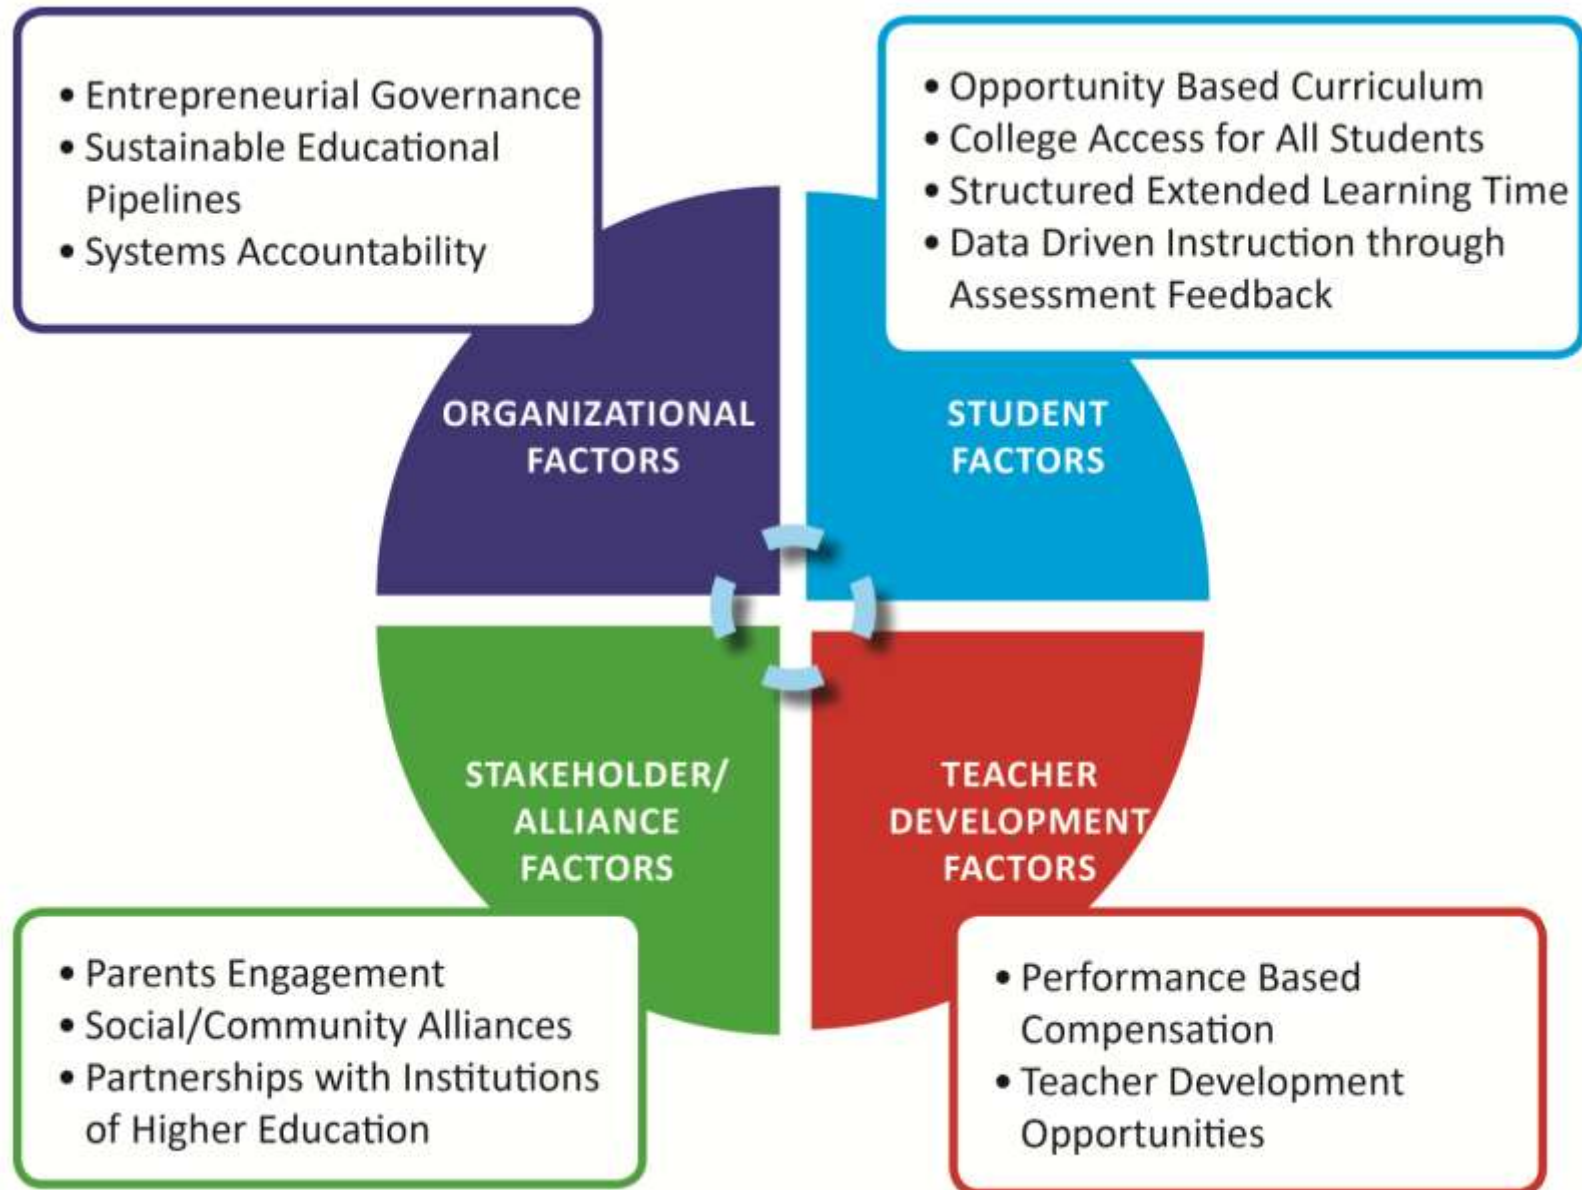 • Entrepreneurial Governance
• Sustainable Educational
Pipelines
• Systems Accountability
• Opportunity Based Curriculum
• College Access for All Students
• Structured Extended Learning Time
• Data Driven Instruction through
Assessment Feedback
ORGANIZATIONAL
FACTORS
STUDENT
FACTORS
STAKEHOLDER/
ALLIANCE
FACTORS
TEACHER
DEVELOPMENT
FACTORS
• Parents Engagement
• Social/Community Alliances
• Partnerships with Institutions
of Higher Education
• Performance Based
Compensation
• Teacher Development
Opportunities